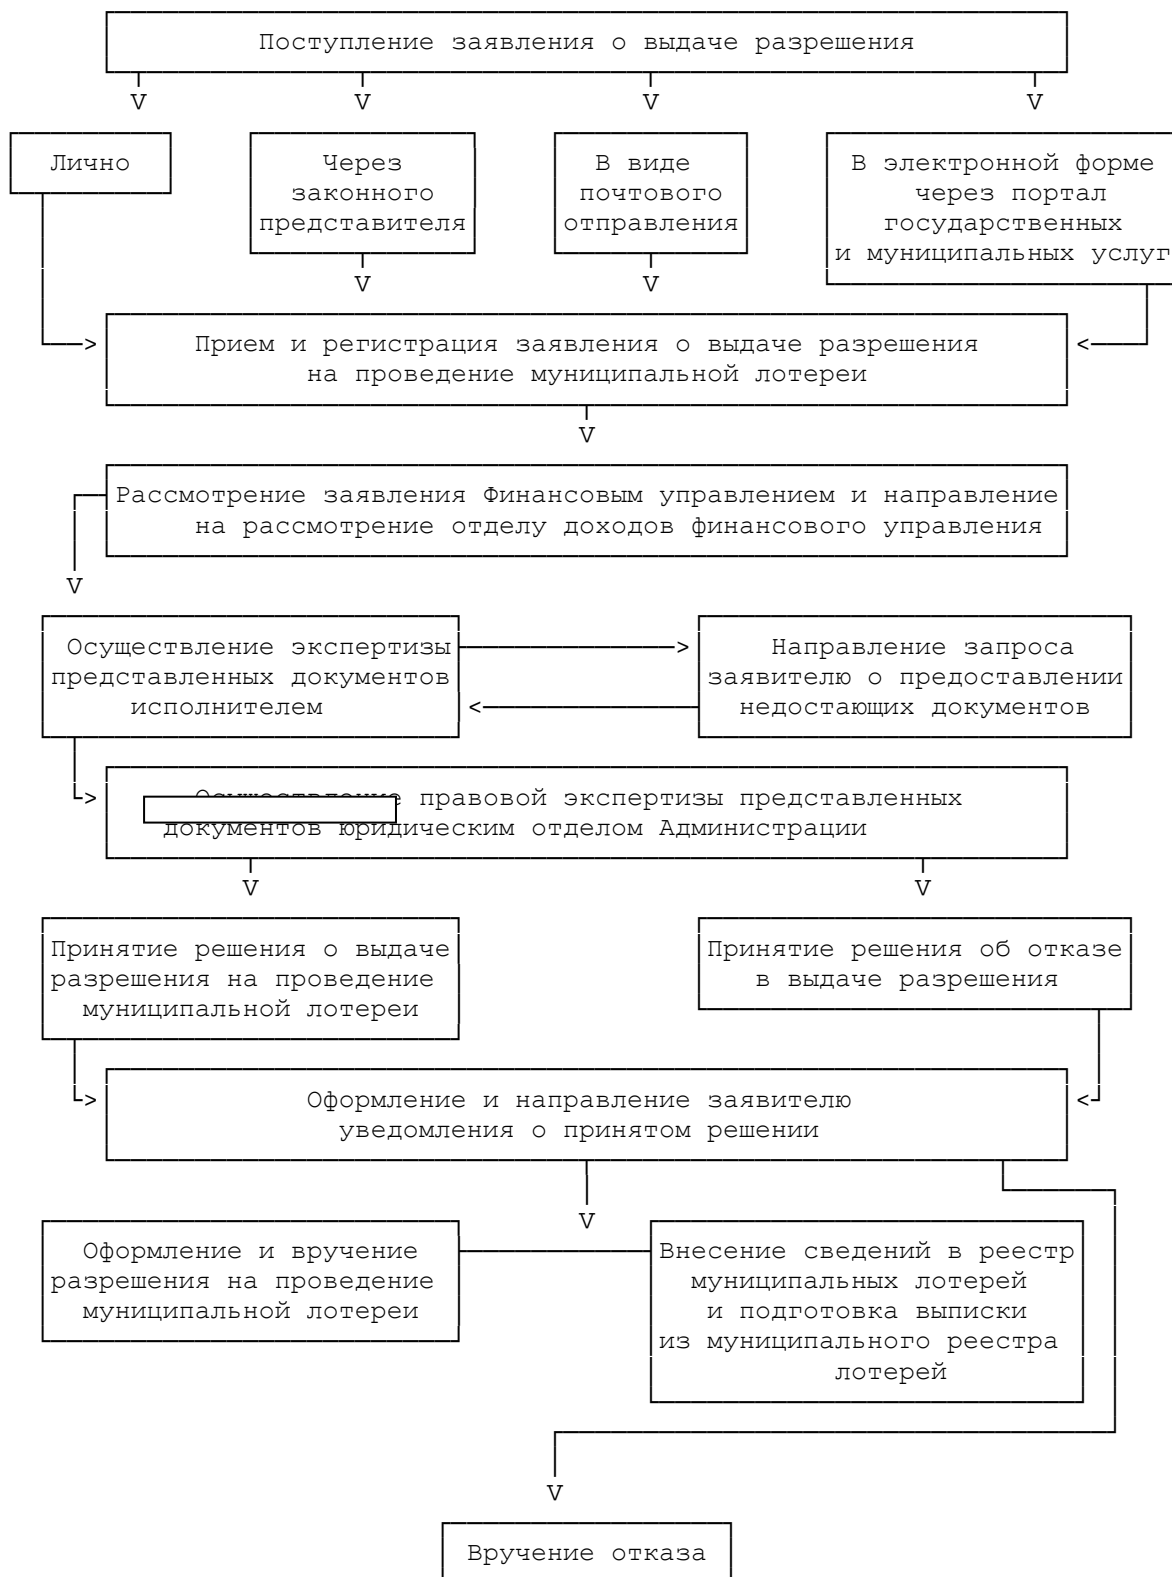 Поступление заявления о выдаче разрешения
V V V V
Лично
Через
законного
представителя
В виде
почтового
отправления
В электронной форме
через портал
государственных
и муниципальных услуг
V V
> Прием и регистрация заявления о выдаче разрешения <
на проведение муниципальной лотереи
V
Рассмотрение заявления Финансовым управлением и направление
на рассмотрение отделу доходов финансового управления
V
Осуществление экспертизы
представленных документов
исполнителем
>
<
Направление запроса
заявителю о предоставлении
недостающих документов
> Осуществление правовой экспертизы представленных
документов юридическим отделом Администрации
V V
Принятие решения о выдаче
разрешения на проведение
муниципальной лотереи
Принятие решения об отказе
в выдаче разрешения
> Оформление и направление заявителю <
уведомления о принятом решении
V
Оформление и вручение
разрешения на проведение
муниципальной лотереи
Внесение сведений в реестр
муниципальных лотерей
и подготовка выписки
из муниципального реестра
лотерей
V
Вручение отказа